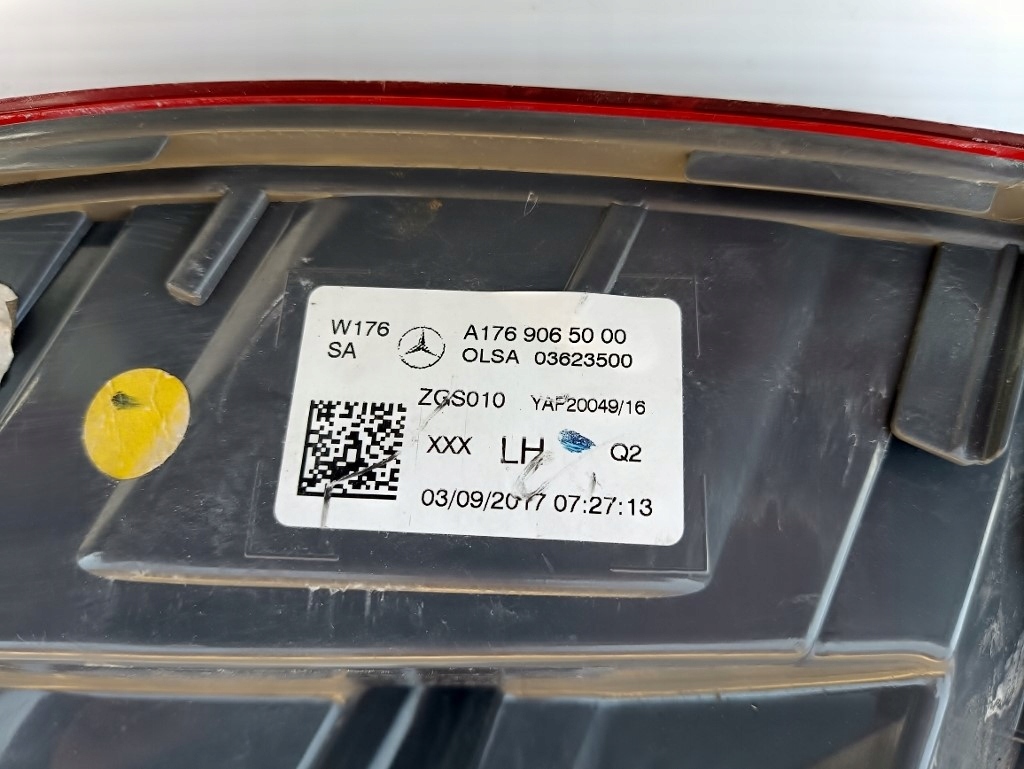 W176
SA
A176 906 50 00
OLSA 03623500
ZGS010 YAF20049/16
XXX LH Q2
03/09/2017 07:27:13